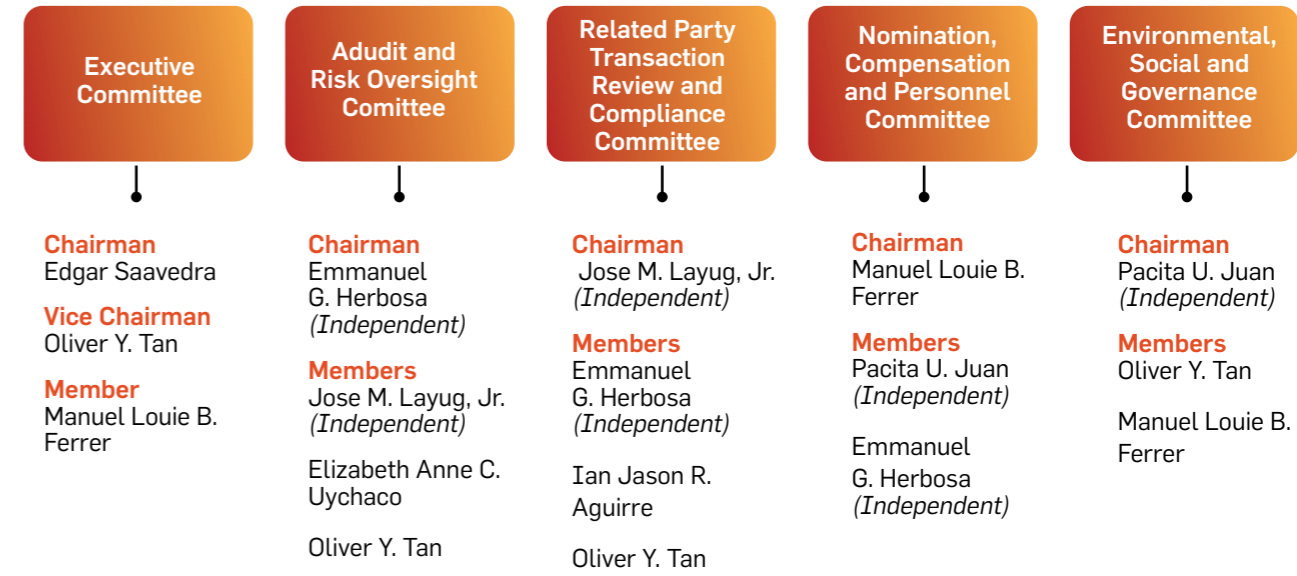 Executive
Committee
Chairman
Edgar Saavedra
Vice Chairman
Oliver Y. Tan
Member
Manuel Louie B.
Ferrer
Adudit and
Risk Oversight
Comittee
Chairman
Emmanuel
G. Herbosa
(Independent)
Members
Jose M. Layug, Jr.
(Independent)
Elizabeth Anne C.
Uychaco
Oliver Y. Tan
Related Party
Transaction
Review and
Compliance
Committee
Chairman
Jose M. Layug, Jr.
(Independent)
Members
Emmanuel
G. Herbosa
(Independent)
Ian Jason R.
Aguirre
Oliver Y. Tan
Nomination,
Compensation
and Personnel
Committee
Chairman
Manuel Louie B.
Ferrer
Members
Pacita U. Juan
(Independent)
Emmanuel
G. Herbosa
(Independent)
Environmental,
Social and
Governance
Committee
Chairman
Pacita U. Juan
(Independent)
Members
Oliver Y. Tan
Manuel Louie B.
Ferrer